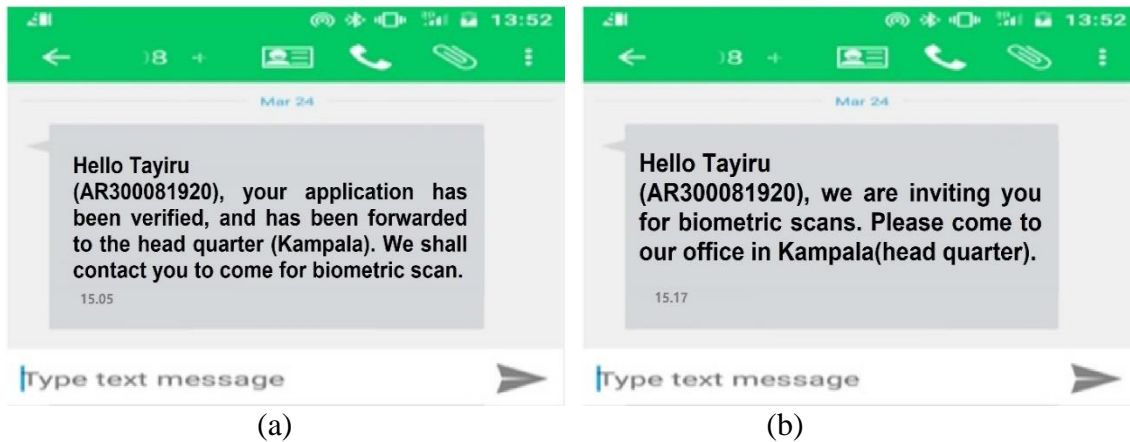 13:52
8 +
Mar 24
Hello Tayiru
(AR300081920), your application has
been verified, and has been forwarded
to the head quarter (Kampala). We shall
contact you to come for biometric scan.
15.05
Type text message
(a)
13:52
8 +
Mar 24
Hello Tayiru
(AR300081920), we are inviting you
for biometric scans. Please come to
our office in Kampala(head quarter).
15.17
Type text message
(b)